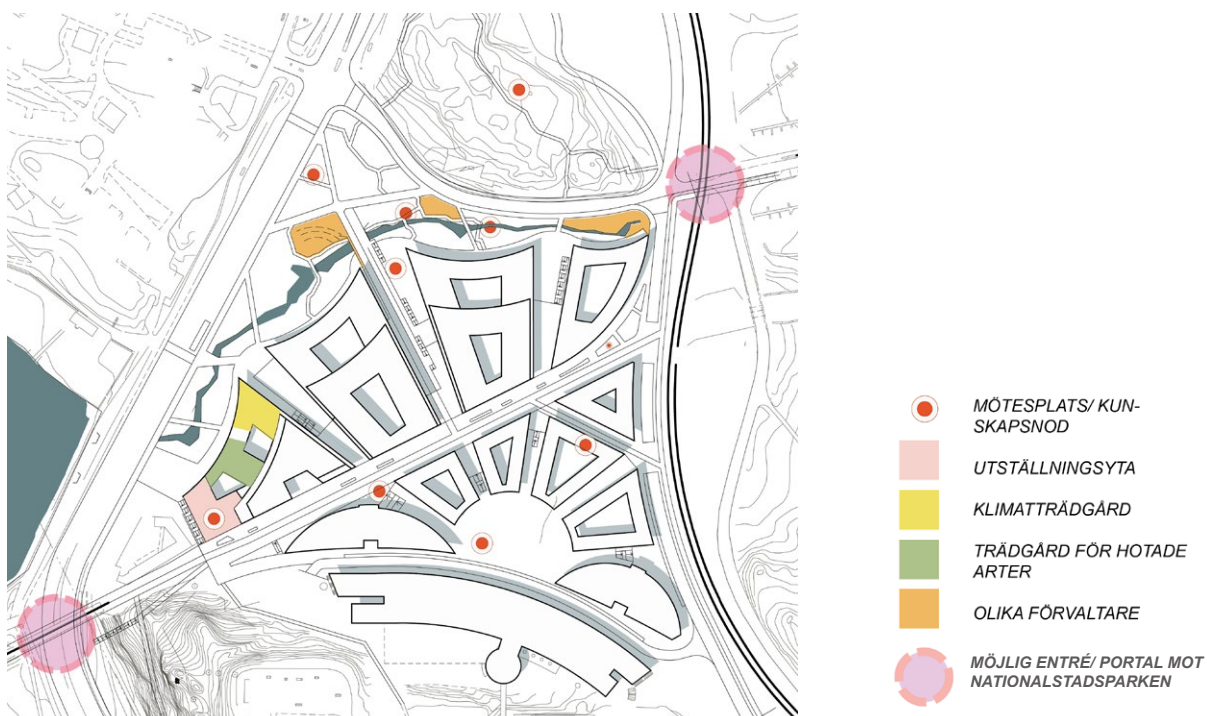 MÖTESPLATS/ KUN-
SKAPSNOD
UTSTÄLLNINGSYTA
KLIMATTRÄDGÅRD
TRÄDGÅRD FÖR HOTADE
ARTER
OLIKA FÖRVALTARE
MÖJLIG ENTRÉ/ PORTAL MOT
NATIONALSTADSPARKEN